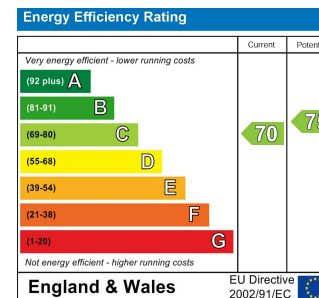 Energy Efficiency Rating
Current
Very energy efficient - lower running costs
(92 plus) A
(81-91) B
(69-80) C
70
(55-68) D
(39-54) E
(21-38) F
(1-20) G
Not energy efficient - higher running costs
England & Wales
EU Directive
2002/91/EC